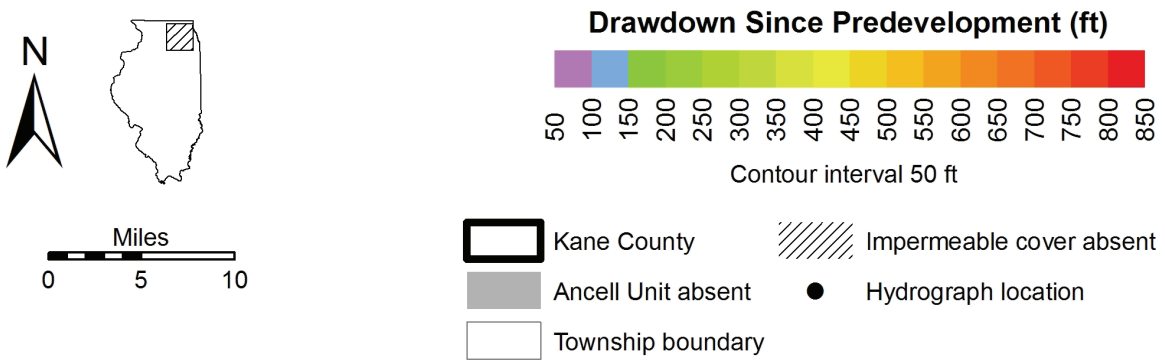 Drawdown Since Predevelopment (ft)
N
50 100 150 200 250 300 350 400 450 500 550 600 650 700 750 800 850
Contour interval 50 ft
Miles
0 5 10
Kane County
Impermeable cover absent
Ancell Unit absent
Hydrograph location
Township boundary